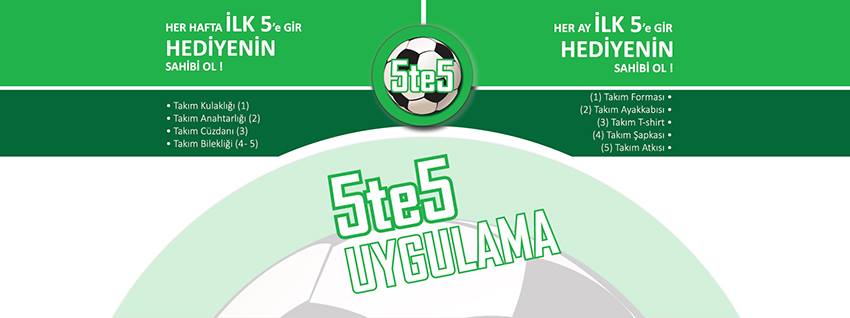 HER HAFTA İLK 5'e GİR
HEDİYENİN
SAHİBİ OL !
• Takım Kulaklığı (1)
• Takım Anahtarlığı (2)
• Takım Cüzdanı (3)
• Takım Bilekliği (4- 5)
5te5
HER AY İLK 5'e GİR
HEDİYENİN
SAHİBİ OL !
(1) Takım Forması •
(2) Takım Ayakkabısı •
(3) Takım T-shirt •
(4) Takım Şapkası •
(5) Takım Atkısı •
5te5
UYGULAMA